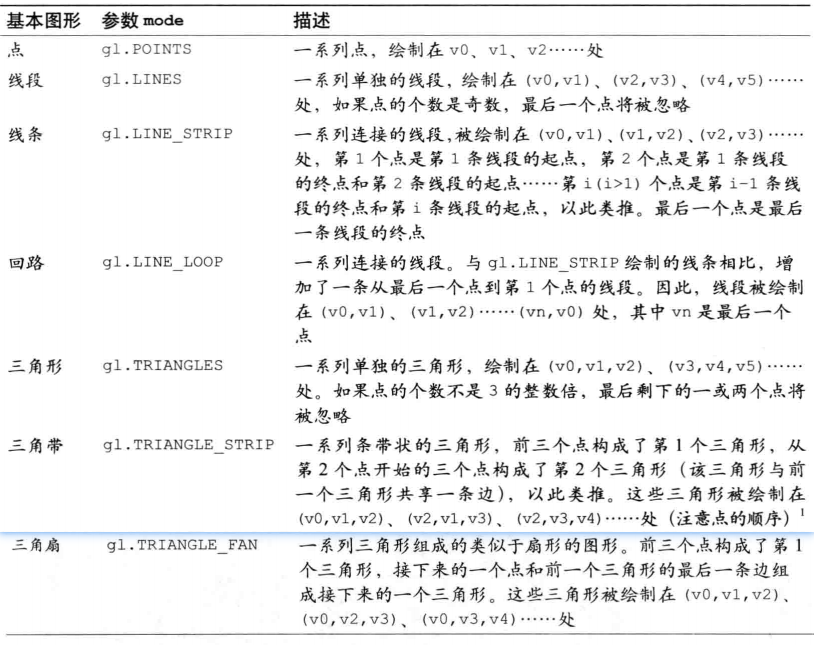 基本图形 参数 mode 描述
点 gl.POINTS 一系列点，绘制在 v0、v1、v2……处
线段 gl.LINES 一系列单独的线段，绘制在 (v0,v1)、(v2,v3)、(v4,v5)……
处，如果点的个数是奇数，最后一个点将被忽略
线条 gl.LINE_STRIP 一系列连接的线段，被绘制在 (v0,v1)、(v1,v2)、(v2,v3)……
处，第 1 个点是第 1 条线段的起点，第 2 个点是第 1 条线段
的终点和第 2 条线段的起点……第 i(i>1) 个点是第 i-1 条线
段的终点和第 i 条线段的起点，以此类推。最后一个点是最后
一条线段的终点
回路 gl.LINE_LOOP 一系列连接的线段。与 gl.LINE_STRIP 绘制的线条相比，增
加了一条从最后一个点到第 1 个点的线段。因此，线段被绘制
在 (v0,v1)、(v1,v2)……(vn,v0) 处，其中 vn 是最后一个
点
三角形 gl.TRIANGLES 一系列单独的三角形，绘制在 (v0,v1,v2)、(v3,v4,v5)……
处。如果点的个数不是 3 的整数倍，最后剩下的一或两个点将
被忽略
三角带 gl.TRIANGLE_STRIP 一系列条带状的三角形，前三个点构成了第 1 个三角形，从
第 2 个点开始的三个点构成了第 2 个三角形（该三角形与前
一个三角形共享一条边），以此类推。这些三角形被绘制在
(v0,v1,v2)、(v2,v1,v3)、(v2,v3,v4)……处（注意点的顺序）1
三角扇 gl.TRIANGLE_FAN 一系列三角形组成的类似于扇形的图形。前三个点构成了第 1
个三角形，接下来的一个点和前一个三角形的最后一条边组
成接下来的一个三角形。这些三角形被绘制在 (v0,v1,v2)、
(v0,v2,v3)、(v0,v3,v4)……处